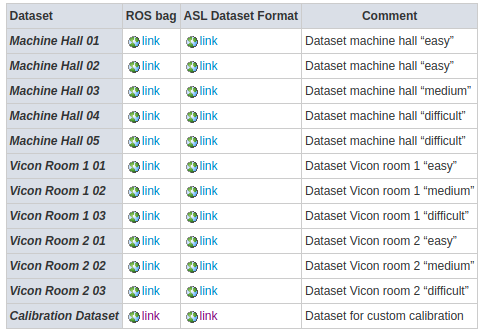 Dataset ROS bag ASL Dataset Format Comment
Machine Hall 01 link link Dataset machine hall “easy”
Machine Hall 02 link link Dataset machine hall “easy”
Machine Hall 03 link link Dataset machine hall “medium”
Machine Hall 04 link link Dataset machine hall “difficult”
Machine Hall 05 link link Dataset machine hall “difficult”
Vicon Room 1 01 link link Dataset Vicon room 1 “easy”
Vicon Room 1 02 link link Dataset Vicon room 1 “medium”
Vicon Room 1 03 link link Dataset Vicon room 1 “difficult”
Vicon Room 2 01 link link Dataset Vicon room 2 “easy”
Vicon Room 2 02 link link Dataset Vicon room 2 “medium”
Vicon Room 2 03 link link Dataset Vicon room 2 “difficult”
Calibration Dataset link link Dataset for custom calibration